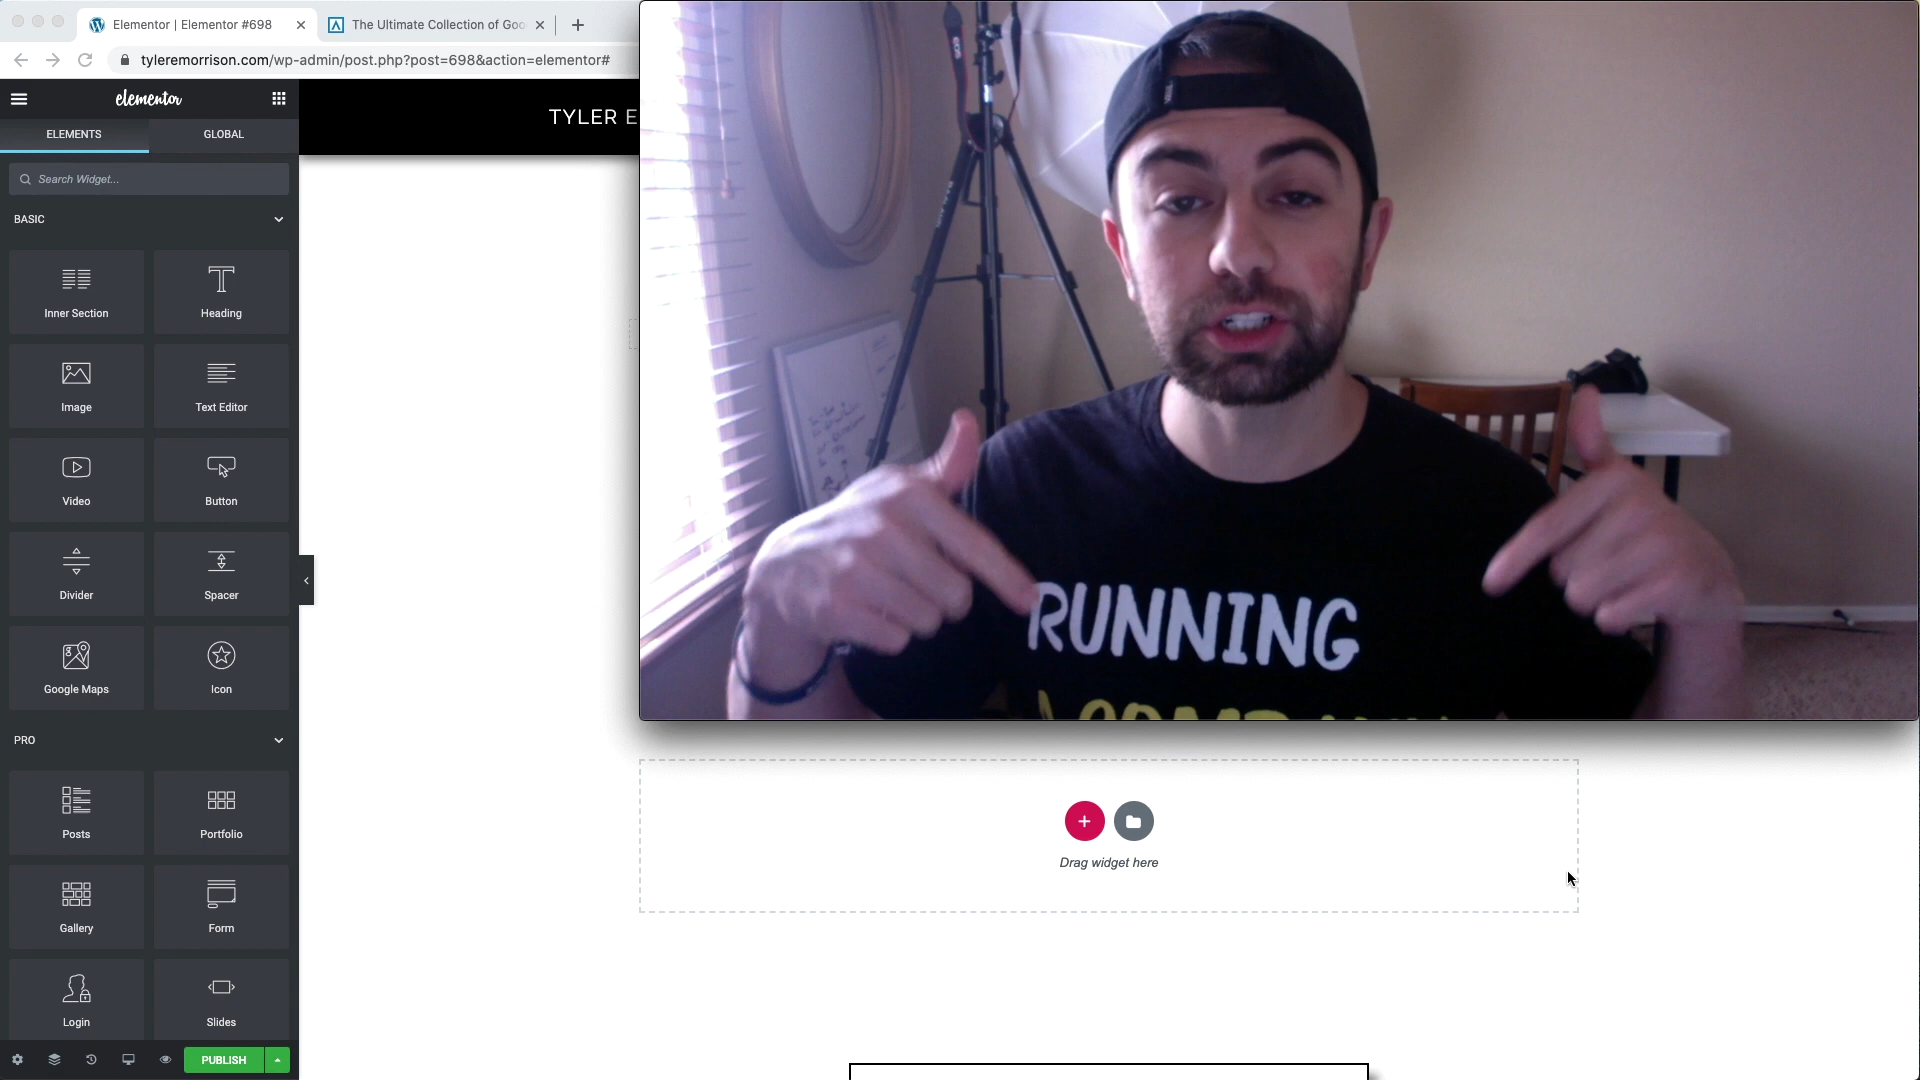 Elementor | Elementor #698
The Ultimate Collection of Goo
tyleremorrison.com/wp-admin/post.php?post=698&action=elementor#
elementor
TYLER E
ELEMENTS
GLOBAL
Search Widget...
BASIC
Inner Section
Heading
Image
Text Editor
Video
Button
Divider
Spacer
Google Maps
Icon
RUNNING
PRO
Posts
Portfolio
Drag widget here
Gallery
Form
Login
Slides
PUBLISH